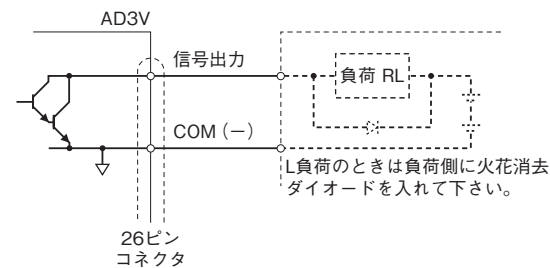 AD3V
信号出力
負荷 RL
COM（－）
L負荷のときは負荷側に火花消去
ダイオードを入れて下さい。
26ピン
コネクタ